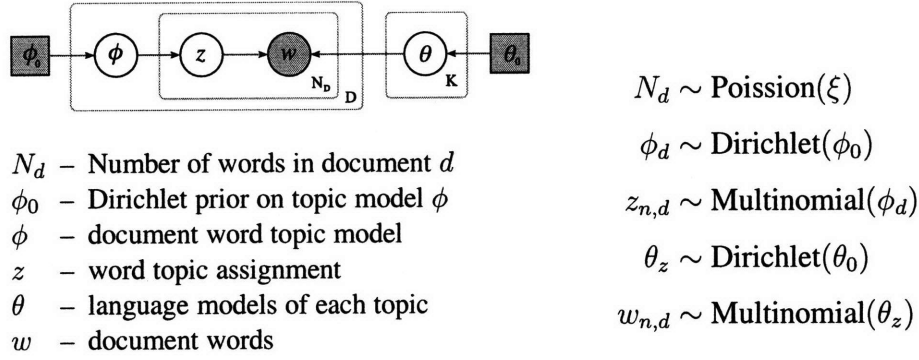 ϕ₀ ϕ z w θ θ₀
N_D
D
K
N_d – Number of words in document d
ϕ₀ – Dirichlet prior on topic model ϕ
ϕ – document word topic model
z – word topic assignment
θ – language models of each topic
w – document words
N_d ∼ Poission(ξ)
ϕ_d ∼ Dirichlet(ϕ₀)
z_{n,d} ∼ Multinomial(ϕ_d)
θ_z ∼ Dirichlet(θ₀)
w_{n,d} ∼ Multinomial(θ_z)